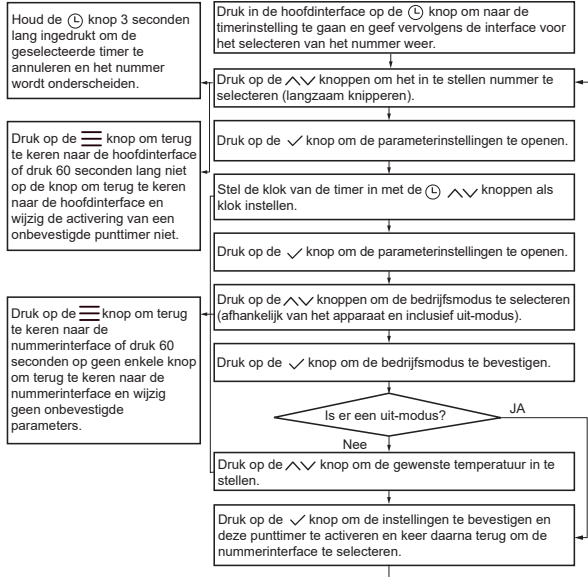 Houd de knop 3 seconden
lang ingedrukt om de
geselecteerde timer te
annuleren en het nummer
wordt onderscheiden.
Druk op de knop om terug
te keren naar de hoofdinterface
of druk 60 seconden lang niet
op de knop om terug te keren
naar de hoofdinterface en
wijzig de activering van een
onbevestigde punttimer niet.
Druk op de knop om terug
te keren naar de
nummerinterface of druk 60
seconden op geen enkele knop
om terug te keren naar de
nummerinterface en wijzig
geen onbevestigde
parameters.
Druk in de hoofdinterface op de knop om naar de
timerinstelling te gaan en geef vervolgens de interface voor
het selecteren van het nummer weer.
Druk op de knoppen om het in te stellen nummer te
selecteren (langzaam knipperen).
Druk op de knop om de parameterinstellingen te openen.
Stel de klok van de timer in met de knoppen als
klok instellen.
Druk op de knop om de parameterinstellingen te openen.
Druk op de knoppen om de bedrijfsmodus te selecteren
(afhankelijk van het apparaat en inclusief uit-modus).
Druk op de knop om de bedrijfsmodus te bevestigen.
Is er een uit-modus?
JA
Nee
Druk op de knop om de gewenste temperatuur in te
stellen.
Druk op de knop om de instellingen te bevestigen en
deze punttimer te activeren en keer daarna terug om de
nummerinterface te selecteren.